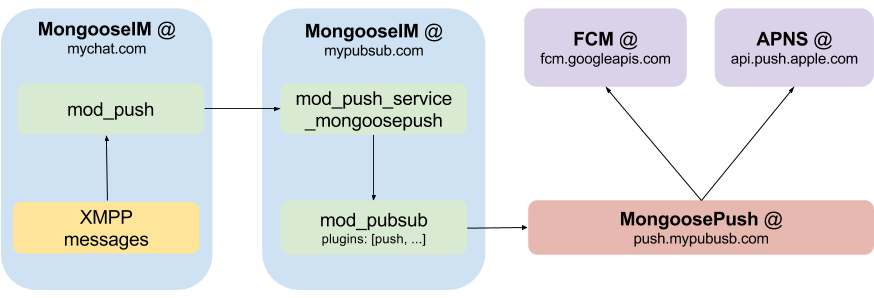 MongooseIM @
mychat.com
mod_push
XMPP
messages
MongooseIM @
mypubsub.com
mod_push_service
_mongoosepush
mod_pubsub
plugins: [push, ...]
FCM @
fcm.googleapis.com
APNS @
api.push.apple.com
MongoosePush @
push.mypubusb.com